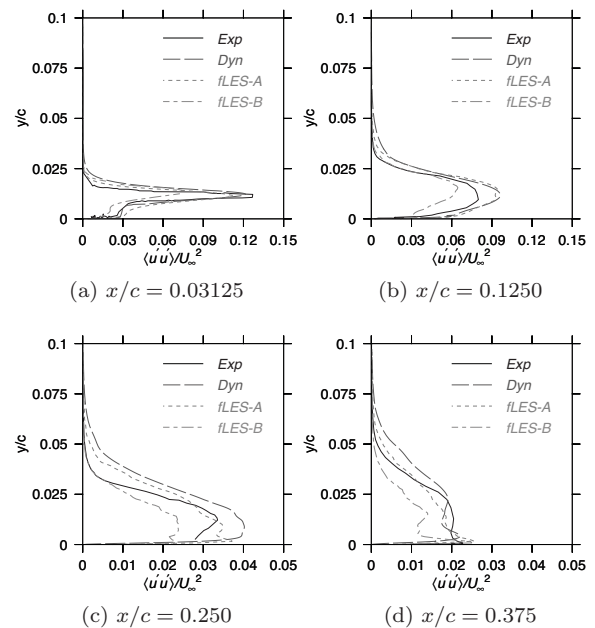 0.1
0.075
0.05
0.025
0
y/c
Exp
Dyn
fLES-A
fLES-B
0 0.03 0.06 0.09 0.12 0.15
⟨u′u′⟩/U∞²
(a) x/c = 0.03125
0.1
0.075
0.05
0.025
0
y/c
Exp
Dyn
fLES-A
fLES-B
0 0.03 0.06 0.09 0.12 0.15
⟨u′u′⟩/U∞²
(b) x/c = 0.1250
0.1
0.075
0.05
0.025
0
y/c
Exp
Dyn
fLES-A
fLES-B
0 0.01 0.02 0.03 0.04 0.05
⟨u′u′⟩/U∞²
(c) x/c = 0.250
0.1
0.075
0.05
0.025
0
y/c
Exp
Dyn
fLES-A
fLES-B
0 0.01 0.02 0.03 0.04 0.05
⟨u′u′⟩/U∞²
(d) x/c = 0.375